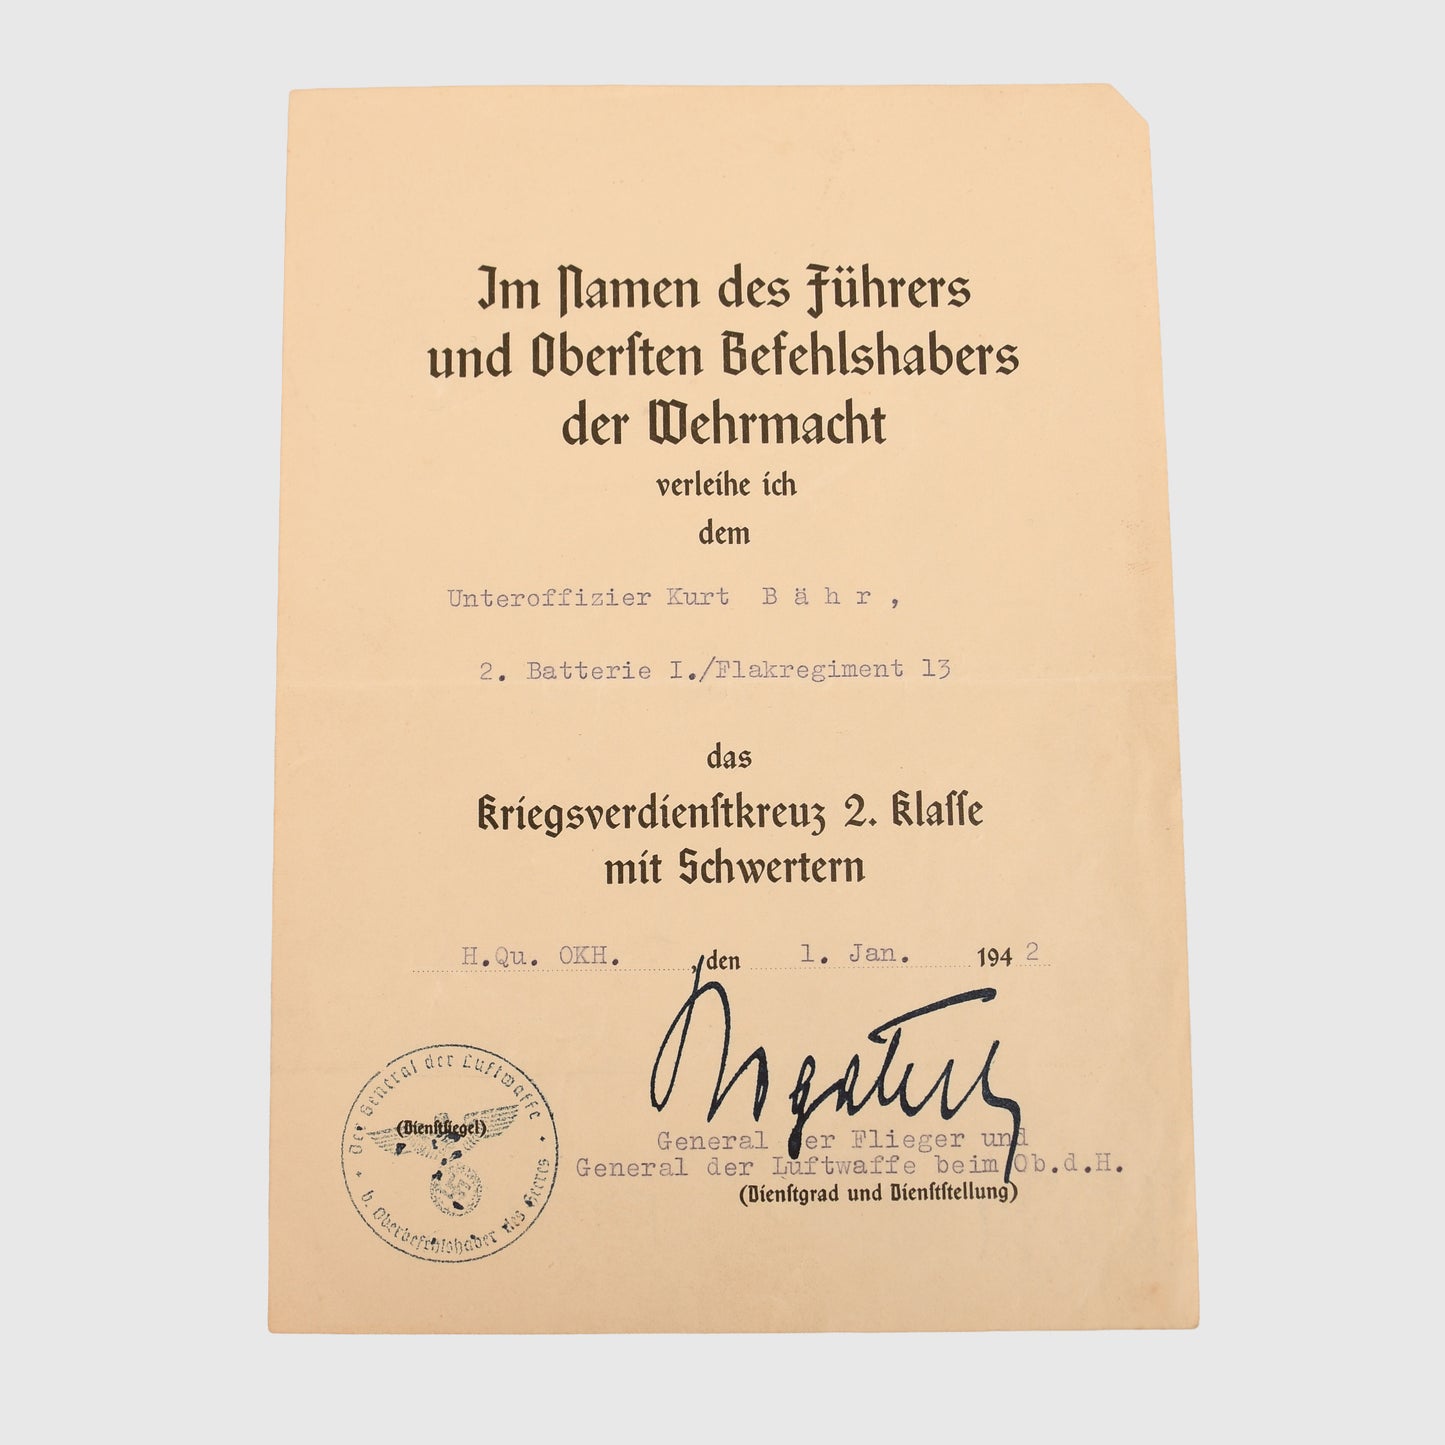 Im Namen des Führers
und Oberſten Befehlshabers
der Wehrmacht
verleihe ich
dem
Unteroffizier Kurt B ä h r ,
2. Batterie I./Flakregiment 13
das
Kriegsverdienſtkreuz 2. Klaſſe
mit Schwertern
H.Qu. OKH. , den 1. Jan. 1942
Bogatsch
General der Flieger und
General der Luftwaffe beim Ob.d.H.
(Dienſtgrad und Dienſtſtellung)
Der General der Luftwaffe
(Dienſtſiegel)
b. Oberbefehlshaber des Heeres